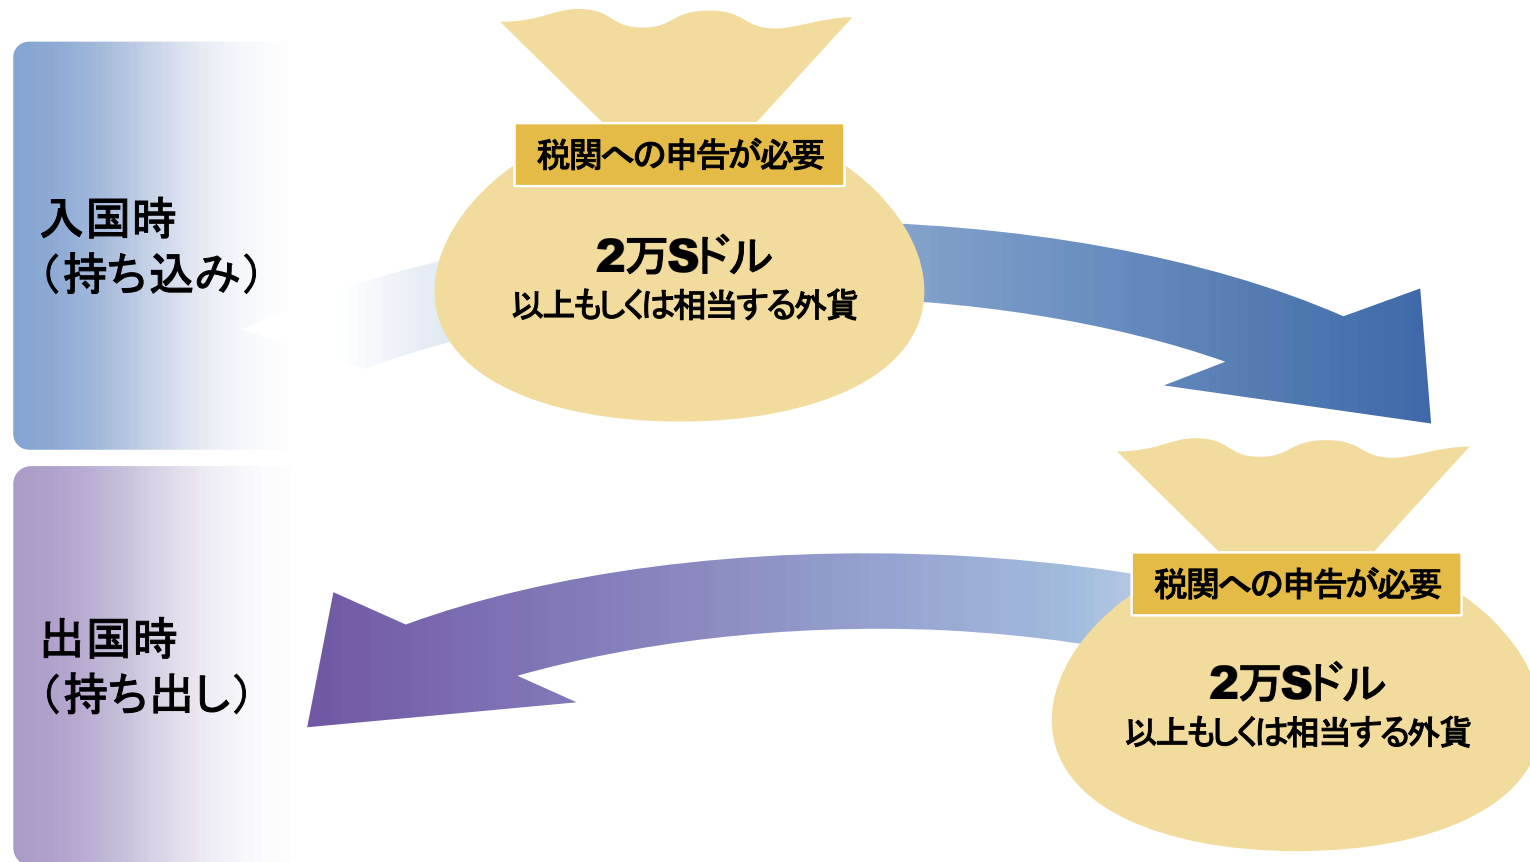 入国時
（持ち込み）
税関への申告が必要
2万Sドル
以上もしくは相当する外貨
出国時
（持ち出し）
税関への申告が必要
2万Sドル
以上もしくは相当する外貨